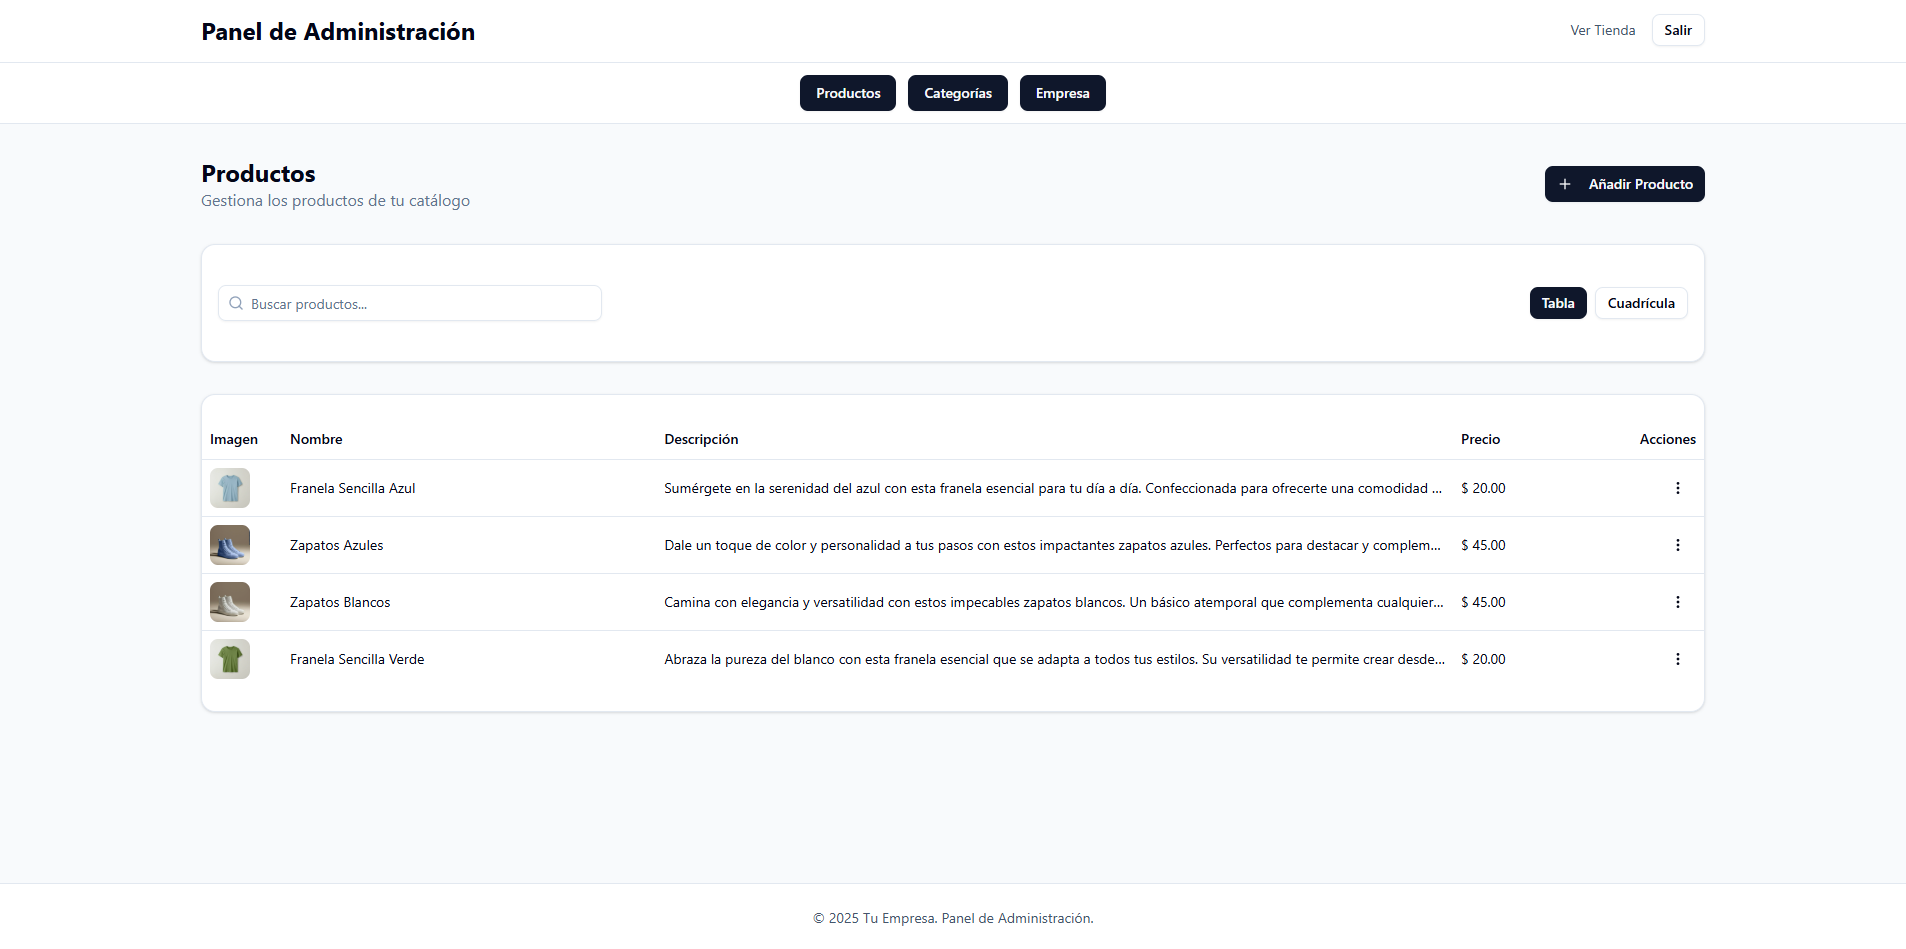 Panel de Administración
Ver Tienda
Salir
Productos
Categorías
Empresa
Productos
Gestiona los productos de tu catálogo
Añadir Producto
Buscar productos...
Tabla
Cuadrícula
Imagen Nombre Descripción Precio Acciones
Franela Sencilla Azul Sumérgete en la serenidad del azul con esta franela esencial para tu día a día. Confeccionada para ofrecerte una comodidad ... $ 20.00
Zapatos Azules Dale un toque de color y personalidad a tus pasos con estos impactantes zapatos azules. Perfectos para destacar y complem... $ 45.00
Zapatos Blancos Camina con elegancia y versatilidad con estos impecables zapatos blancos. Un básico atemporal que complementa cualquier... $ 45.00
Franela Sencilla Verde Abraza la pureza del blanco con esta franela esencial que se adapta a todos tus estilos. Su versatilidad te permite crear desde... $ 20.00
© 2025 Tu Empresa. Panel de Administración.